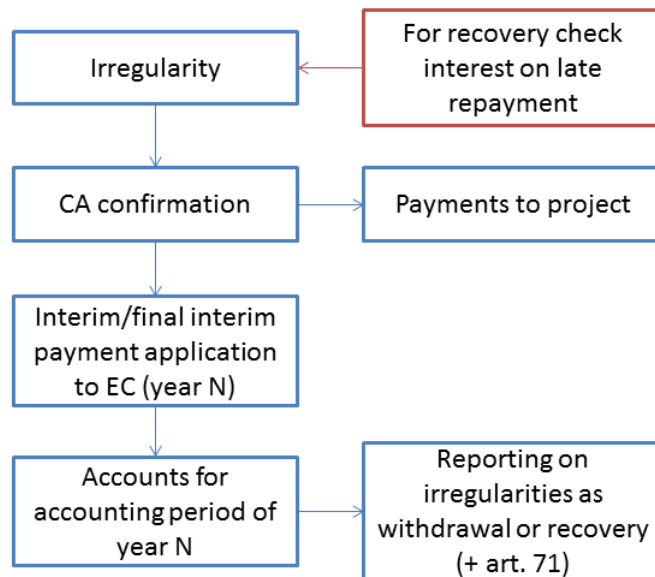 Irregularity
For recovery check
interest on late
repayment
CA confirmation
Payments to project
Interim/final interim
payment application
to EC (year N)
Accounts for
accounting period of
year N
Reporting on
irregularities as
withdrawal or recovery
(+ art. 71)